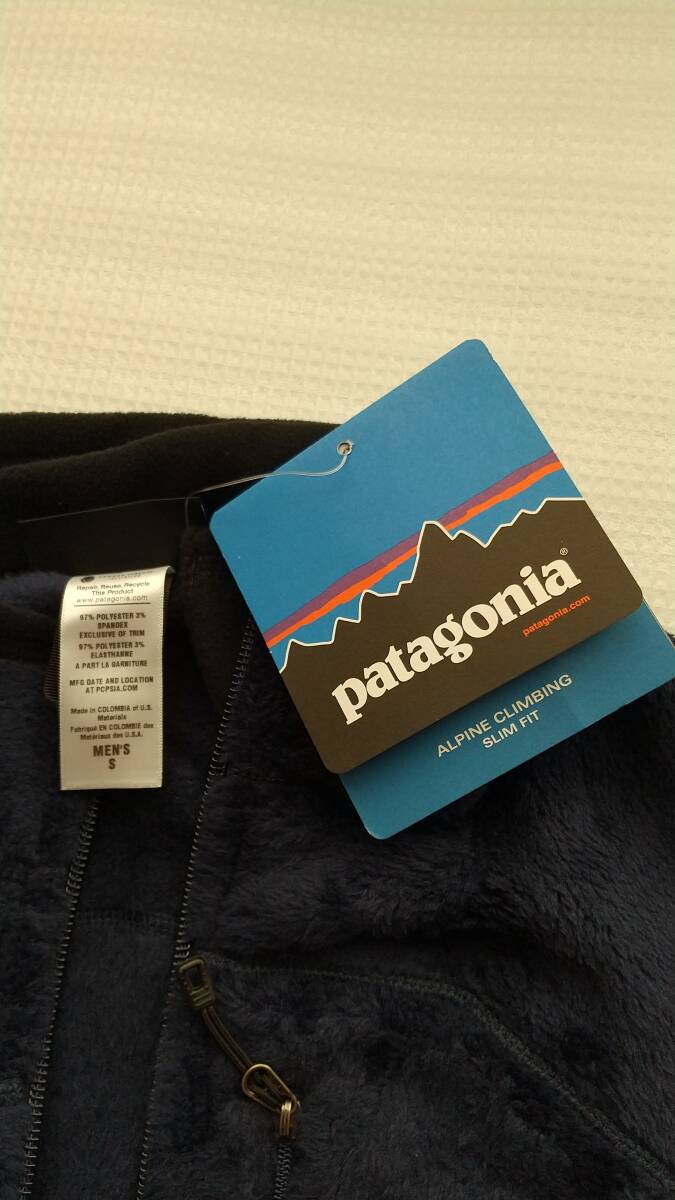 Repair, Reuse, Recycle
This Product
www.patagonia.com
97% POLYESTER 3%
SPANDEX
EXCLUSIVE OF TRIM
97% POLYESTER 3%
ELASTHANNE
A PART LA GARNITURE
MFG DATE AND LOCATION
AT PCPSIA.COM
Made in COLOMBIA of U.S.
Materials
Fabriqué EN COLOMBIE des
Matériaux des U.S.A.
MEN'S
S
patagonia®
patagonia.com
ALPINE CLIMBING
SLIM FIT